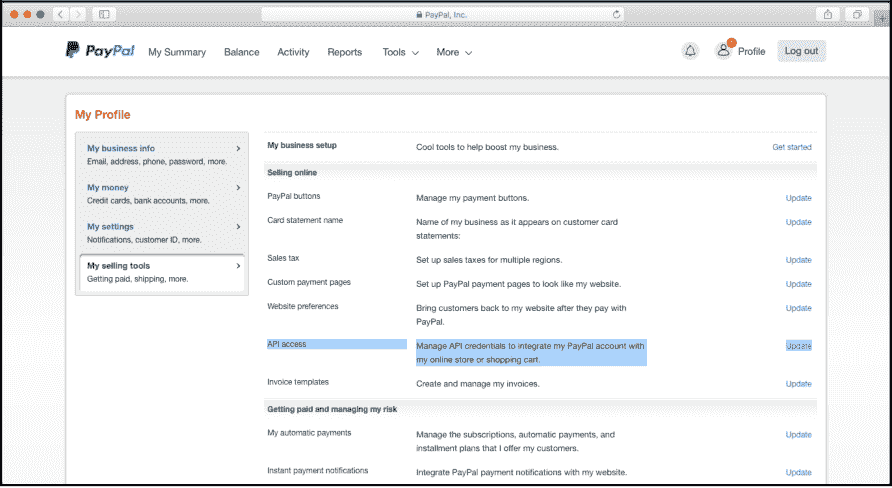 PayPal, Inc.
PayPal My Summary Balance Activity Reports Tools More Profile Log out
My Profile
My business info
Email, address, phone, password, more.
My money
Credit cards, bank accounts, more.
My settings
Notifications, customer ID, more.
My selling tools
Getting paid, shipping, more.
My business setup Cool tools to help boost my business. Get started
Selling online
PayPal buttons Manage my payment buttons. Update
Card statement name Name of my business as it appears on customer card Update
statements:
Sales tax Set up sales taxes for multiple regions. Update
Custom payment pages Set up PayPal payment pages to look like my website. Update
Website preferences Bring customers back to my website after they pay with Update
PayPal.
API access Manage API credentials to integrate my PayPal account with Update
my online store or shopping cart.
Invoice templates Create and manage my invoices. Update
Getting paid and managing my risk
My automatic payments Manage the subscriptions, automatic payments, and Update
installment plans that I offer my customers.
Instant payment notifications Integrate PayPal payment notifications with my website. Update